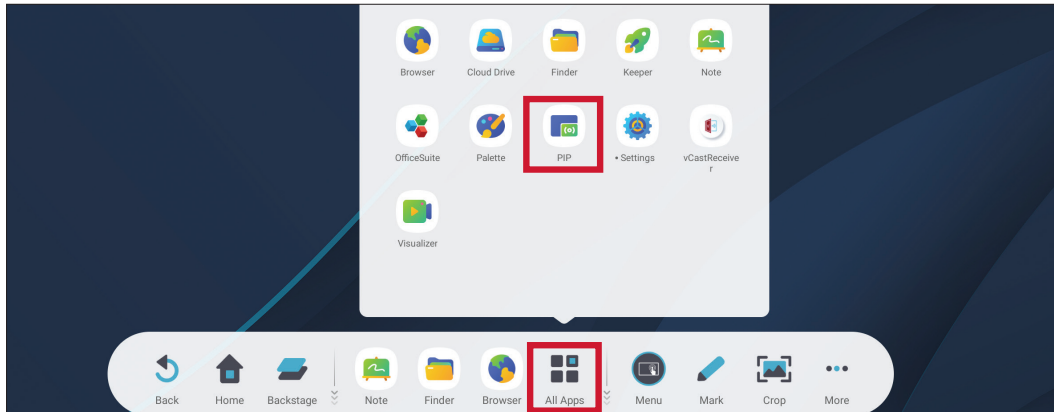 Browser Cloud Drive Finder Keeper Note
OfficeSuite Palette PIP • Settings vCastReceive
r
Visualizer
Back Home Backstage Note Finder Browser All Apps Menu Mark Crop More